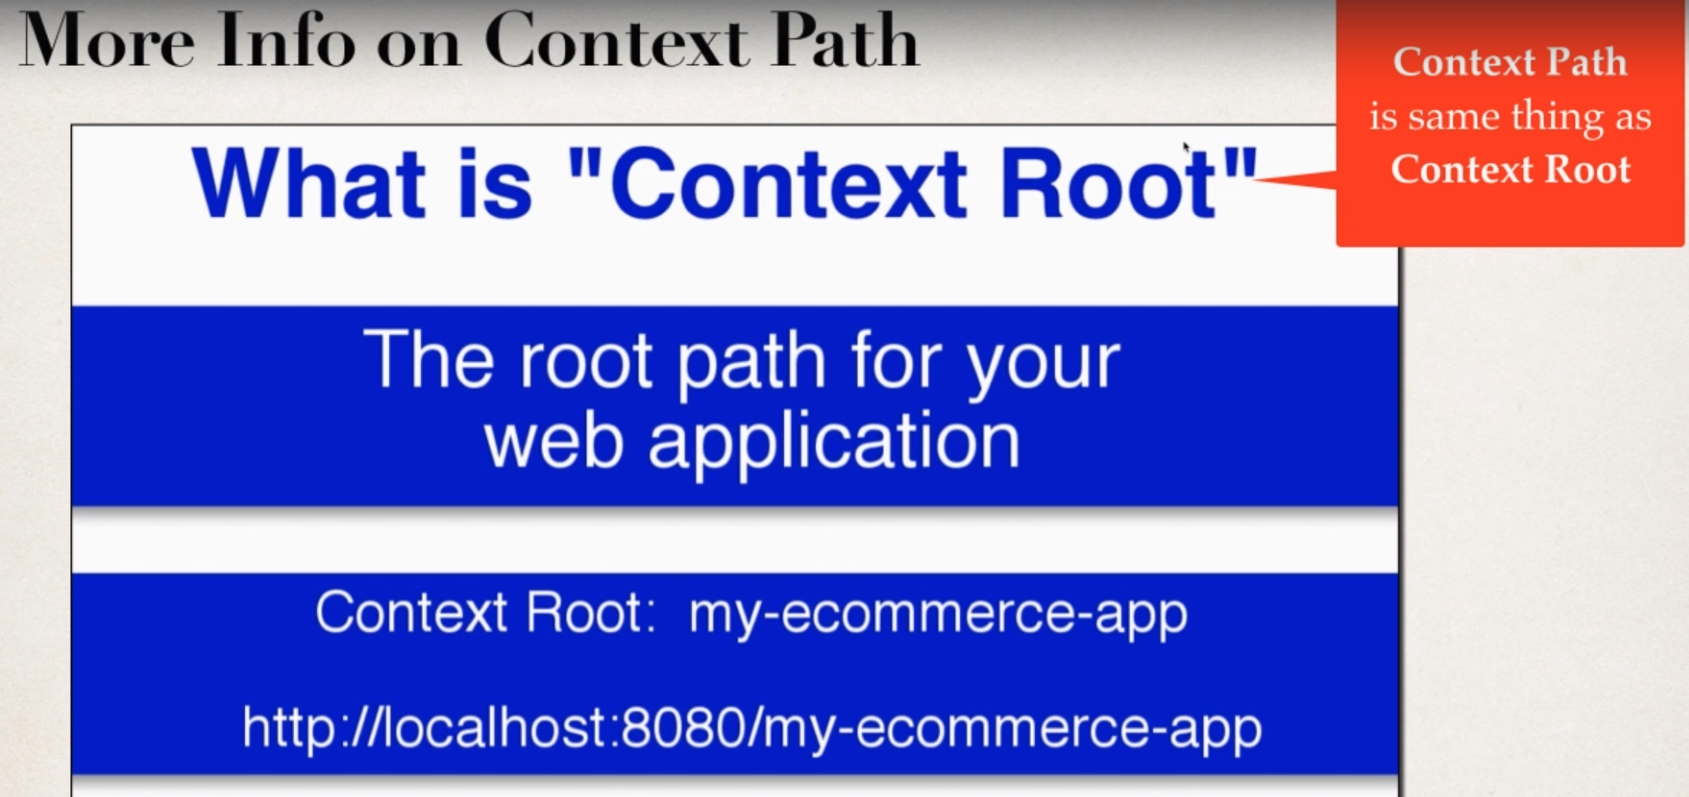 More Info on Context Path
Context Path
is same thing as
Context Root
What is "Context Root"
The root path for your
web application
Context Root:  my-ecommerce-app
http://localhost:8080/my-ecommerce-app